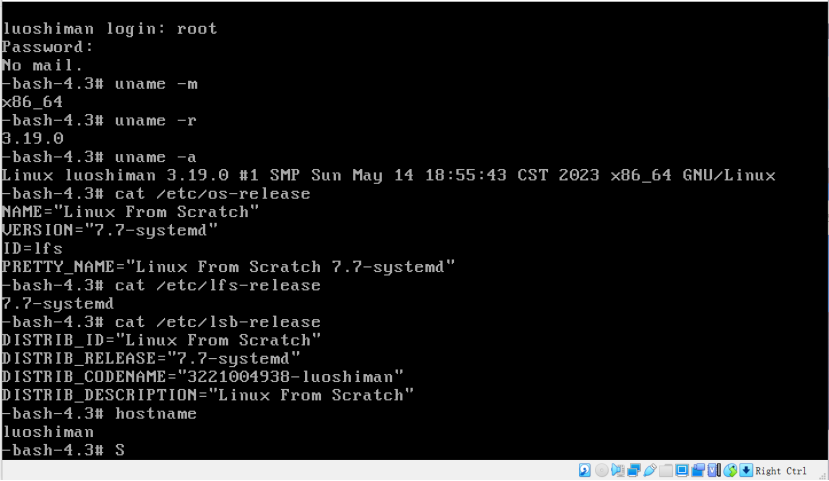 luoshiman login: root
Password:
No mail.
-bash-4.3# uname -m
x86_64
-bash-4.3# uname -r
3.19.0
-bash-4.3# uname -a
Linux luoshiman 3.19.0 #1 SMP Sun May 14 18:55:43 CST 2023 x86_64 GNU/Linux
-bash-4.3# cat /etc/os-release
NAME="Linux From Scratch"
VERSION="7.7-systemd"
ID=lfs
PRETTY_NAME="Linux From Scratch 7.7-systemd"
-bash-4.3# cat /etc/lfs-release
7.7-systemd
-bash-4.3# cat /etc/lsb-release
DISTRIB_ID="Linux From Scratch"
DISTRIB_RELEASE="7.7-systemd"
DISTRIB_CODENAME="3221004938-luoshiman"
DISTRIB_DESCRIPTION="Linux From Scratch"
-bash-4.3# hostname
luoshiman
-bash-4.3# S
Right Ctrl